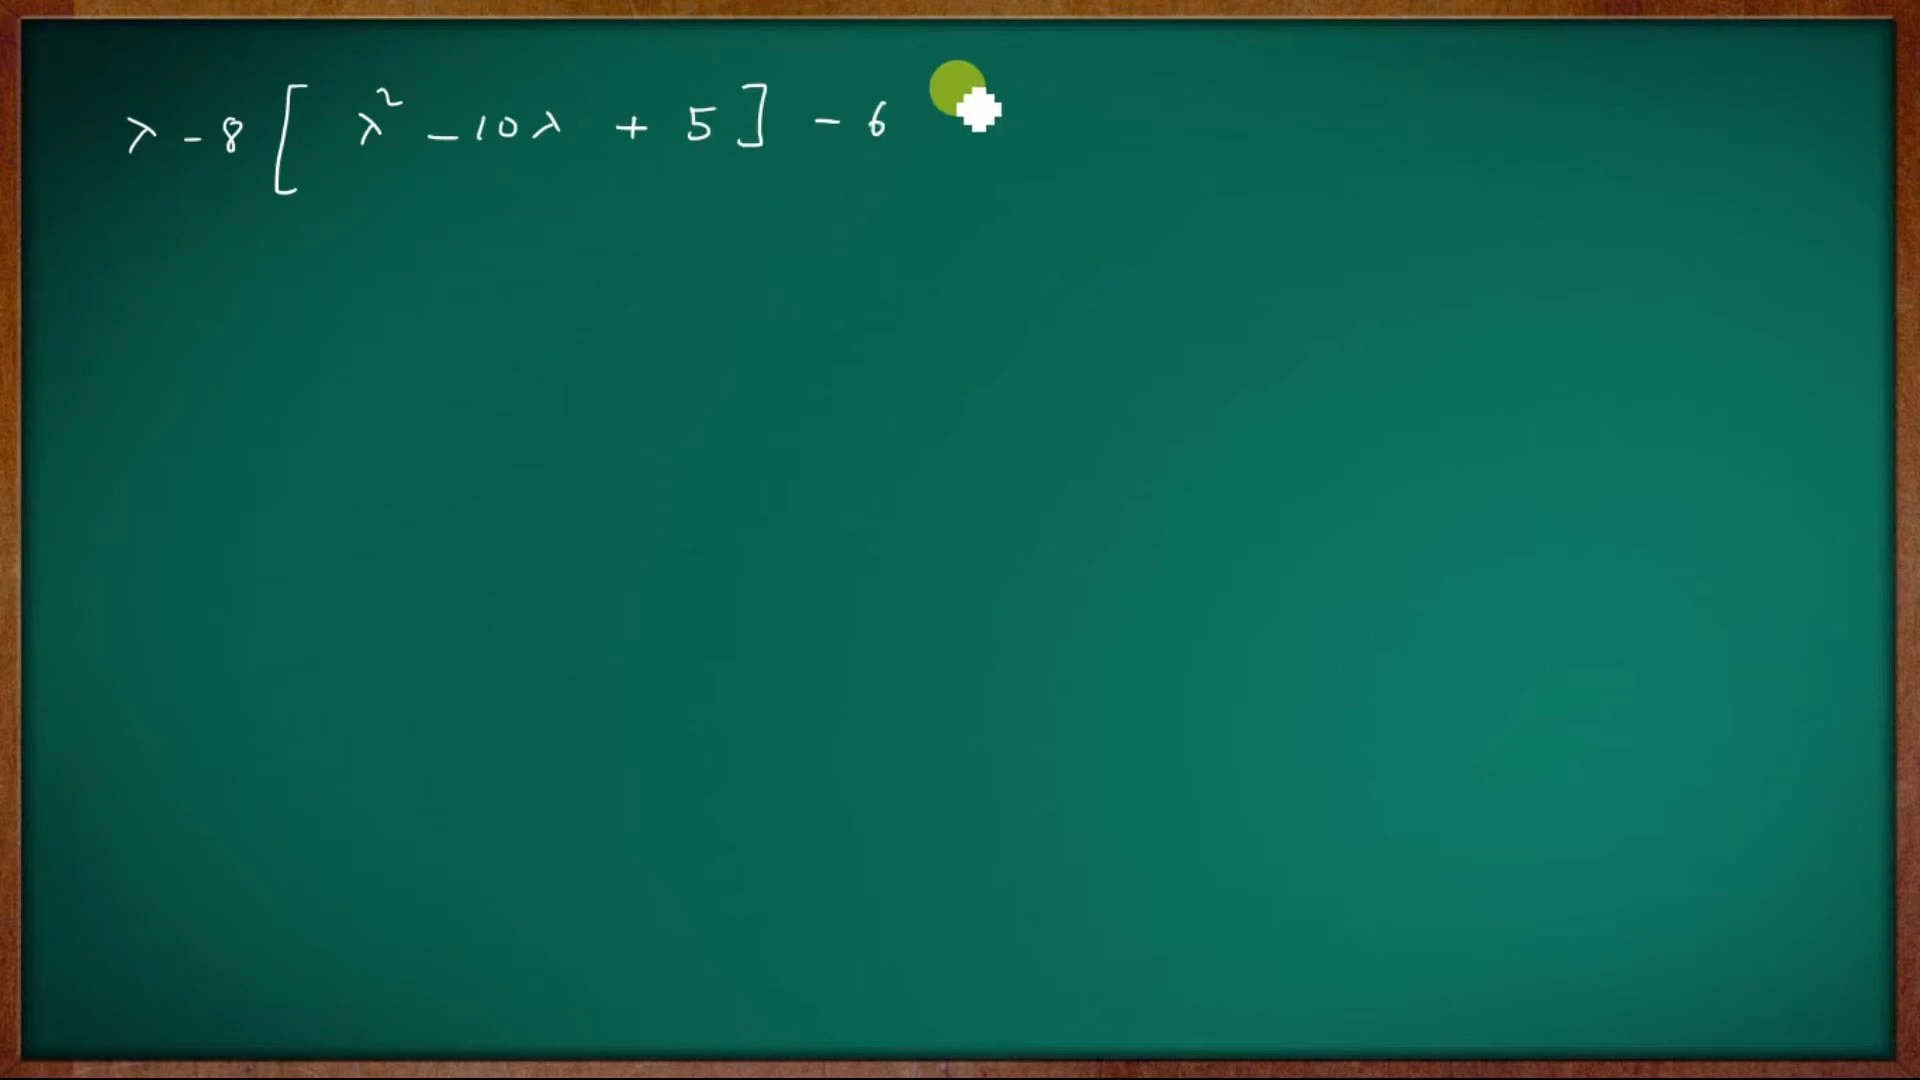 λ - 8 [ λ² - 10λ + 5 ] - 6